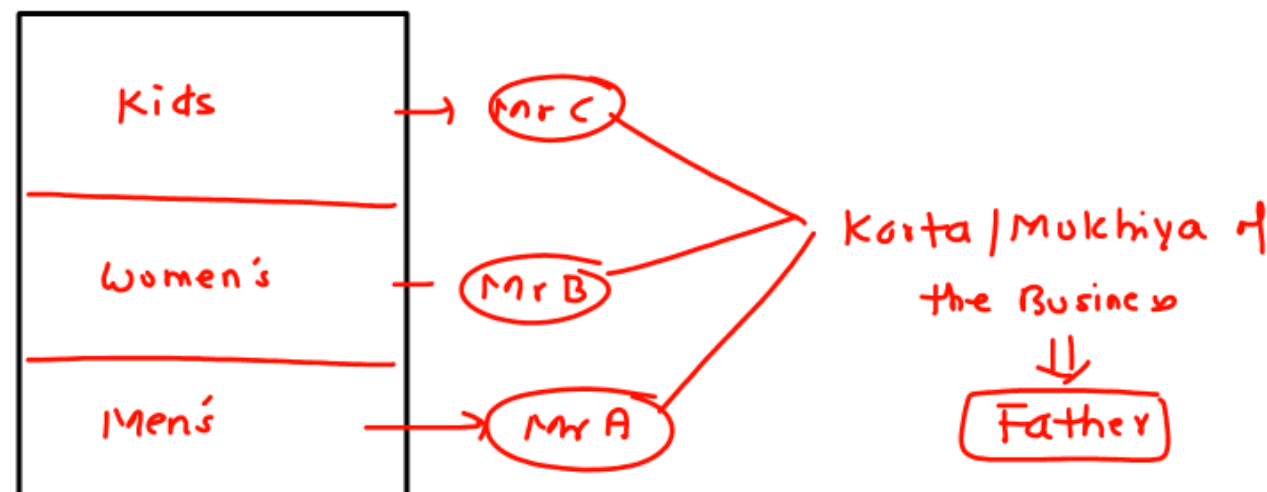 Kids
Mr C
Karta / Mukhiya of
the Business
Women's
Mr B
Men's
Mr A
Father